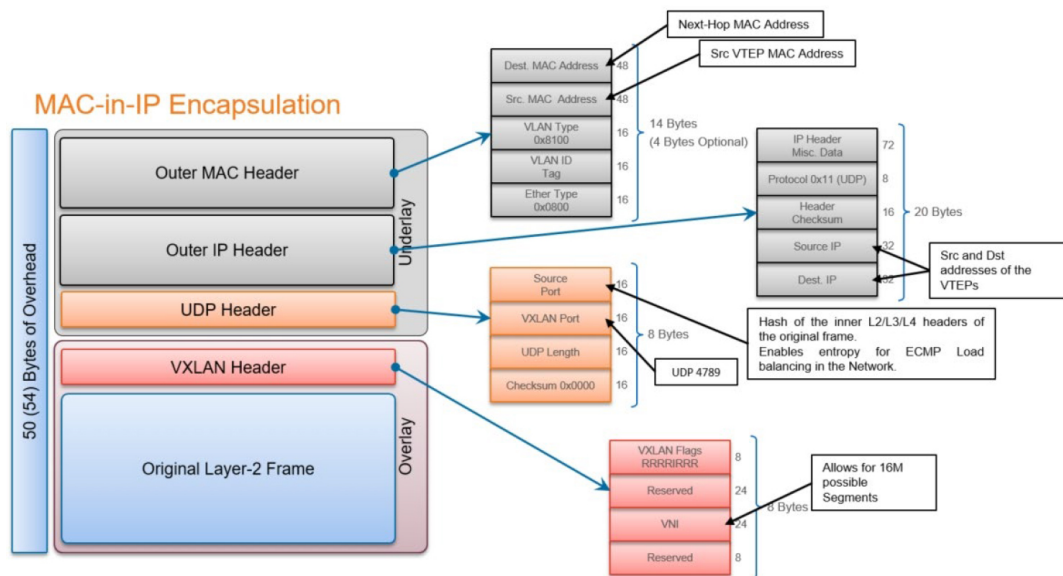 MAC-in-IP Encapsulation
50 (54) Bytes of Overhead
Outer MAC Header
Outer IP Header
UDP Header
Underlay
VXLAN Header
Original Layer-2 Frame
Overlay
Next-Hop MAC Address
Src VTEP MAC Address
Dest. MAC Address
48
Src. MAC Address
48
VLAN Type
0x8100
16
VLAN ID
Tag
16
Ether Type
0x0800
16
14 Bytes
(4 Bytes Optional)
IP Header
Misc. Data
72
Protocol 0x11 (UDP)
8
Header
Checksum
16
Source IP
32
Dest. IP
32
20 Bytes
Src and Dst
addresses of the
VTEPs
Source
Port
16
VXLAN Port
16
UDP Length
16
Checksum 0x0000
16
8 Bytes
Hash of the inner L2/L3/L4 headers of
the original frame.
Enables entropy for ECMP Load
balancing in the Network.
UDP 4789
VXLAN Flags
RRRRIRRR
8
Reserved
24
VNI
24
Reserved
8
8 Bytes
Allows for 16M
possible
Segments